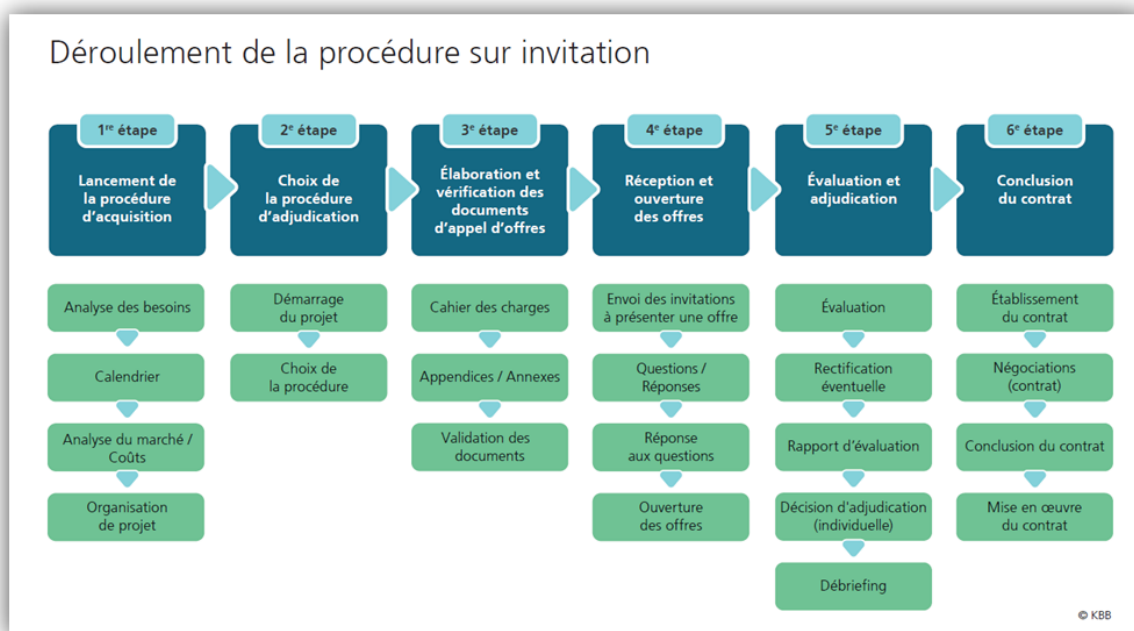 Déroulement de la procédure sur invitation
1re étape
Lancement de
la procédure
d'acquisition
Analyse des besoins
Calendrier
Analyse du marché /
Coûts
Organisation
de projet
2e étape
Choix de
la procédure
d'adjudication
Démarrage
du projet
Choix de
la procédure
3e étape
Élaboration et
vérification des
documents
d'appel d'offres
Cahier des charges
Appendices / Annexes
Validation des
documents
4e étape
Réception et
ouverture
des offres
Envoi des invitations
à présenter une offre
Questions /
Réponses
Réponse
aux questions
Ouverture
des offres
5e étape
Évaluation et
adjudication
Évaluation
Rectification
éventuelle
Rapport d'évaluation
Décision d'adjudication
(individuelle)
Débriefing
6e étape
Conclusion
du contrat
Établissement
du contrat
Négociations
(contrat)
Conclusion du contrat
Mise en œuvre
du contrat
© KBB